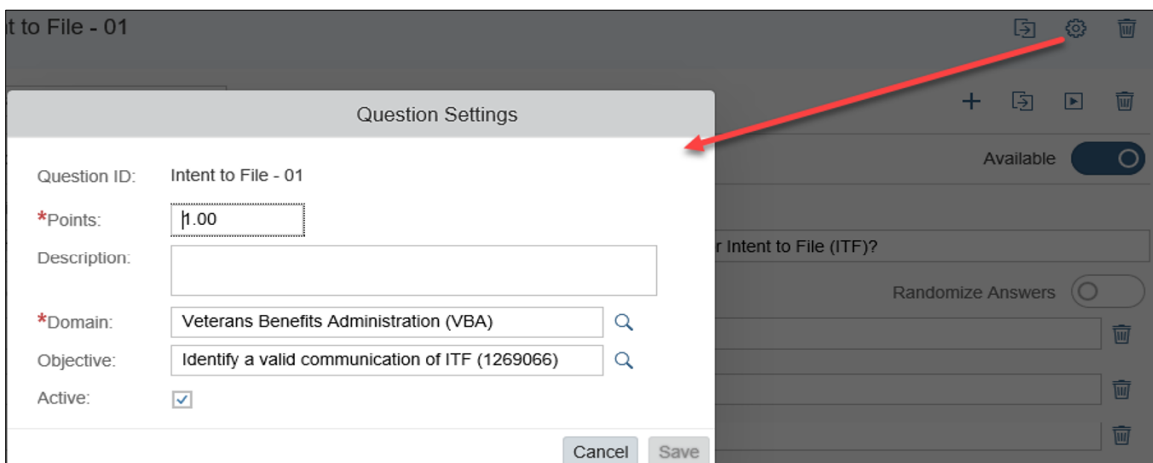 t to File - 01
Question Settings
Available
Question ID: Intent to File - 01
*Points: 1.00
r Intent to File (ITF)?
Description:
Randomize Answers
*Domain: Veterans Benefits Administration (VBA)
Objective: Identify a valid communication of ITF (1269066)
Active:
Cancel Save